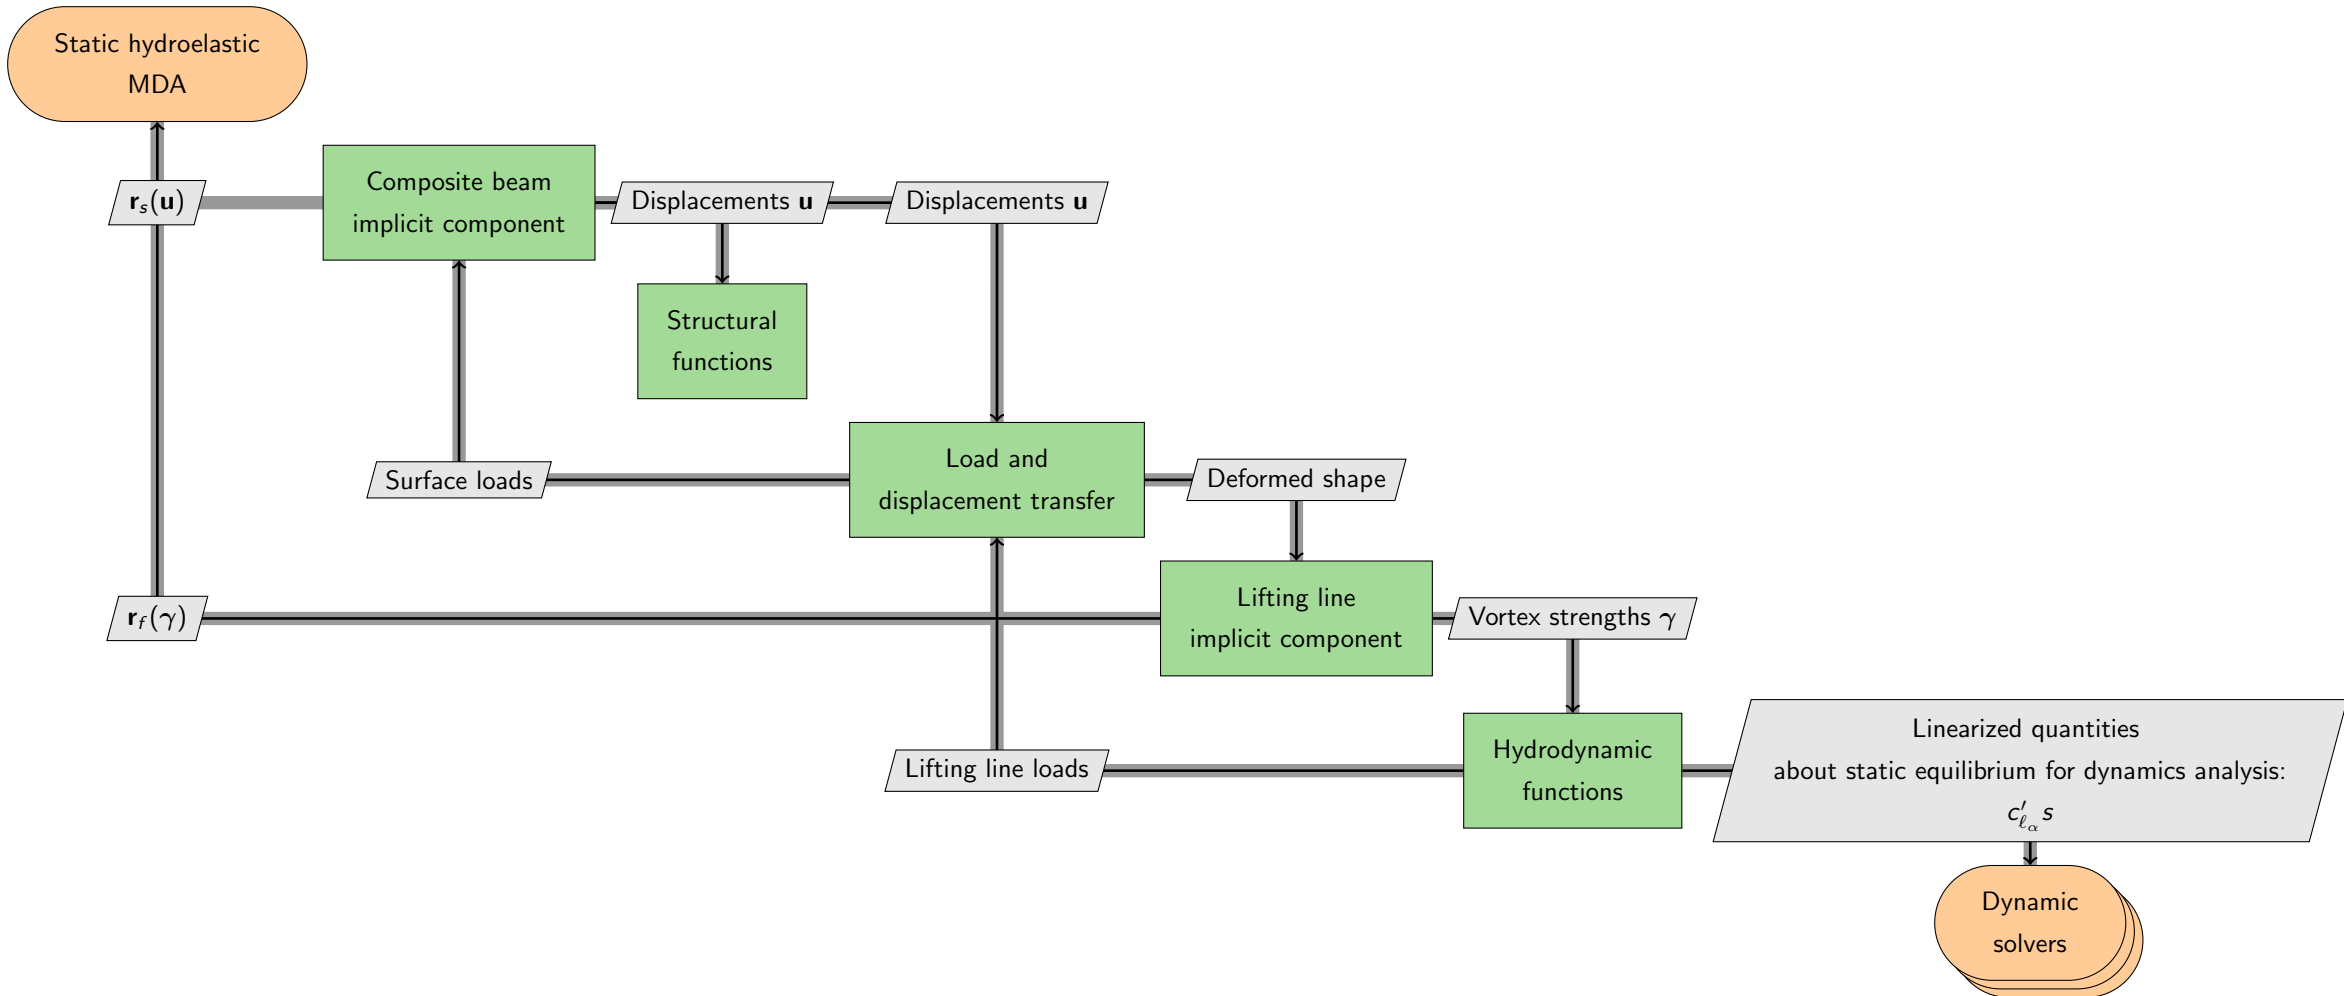 Static hydroelastic
MDA
r_s(u)
Composite beam
implicit component
Displacements u
Displacements u
Structural
functions
Surface loads
Load and
displacement transfer
Deformed shape
r_f(γ)
Lifting line
implicit component
Vortex strengths γ
Lifting line loads
Hydrodynamic
functions
Linearized quantities
about static equilibrium for dynamics analysis:
c′_{ℓ_α} s
Dynamic
solvers